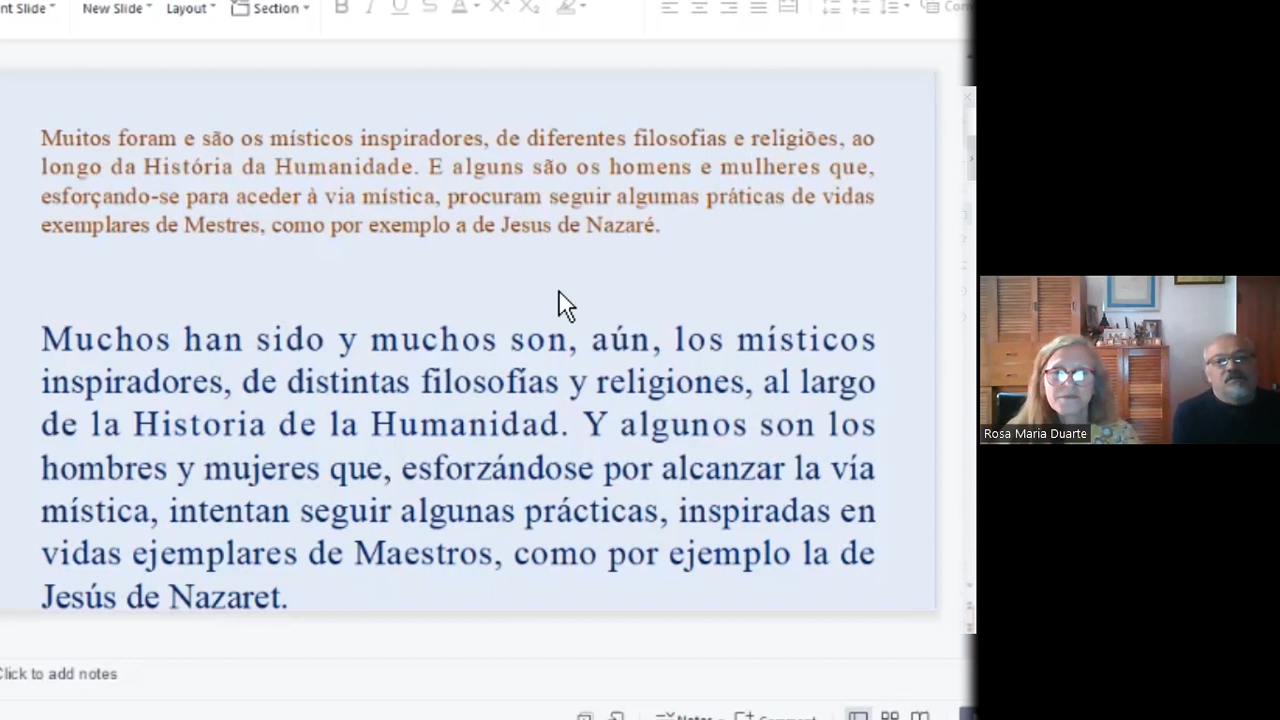 nt Slide New Slide Layout Section B I U S A X² X₂
Muitos foram e são os místicos inspiradores, de diferentes filosofias e religiões, ao
longo da História da Humanidade. E alguns são os homens e mulheres que,
esforçando-se para aceder à via mística, procuram seguir algumas práticas de vidas
exemplares de Mestres, como por exemplo a de Jesus de Nazaré.
Muchos han sido y muchos son, aún, los místicos
inspiradores, de distintas filosofías y religiones, al largo
de la Historia de la Humanidad. Y algunos son los
hombres y mujeres que, esforzándose por alcanzar la vía
mística, intentan seguir algunas prácticas, inspiradas en
vidas ejemplares de Maestros, como por ejemplo la de
Jesús de Nazaret.
Rosa Maria Duarte
Click to add notes
Notes Comment